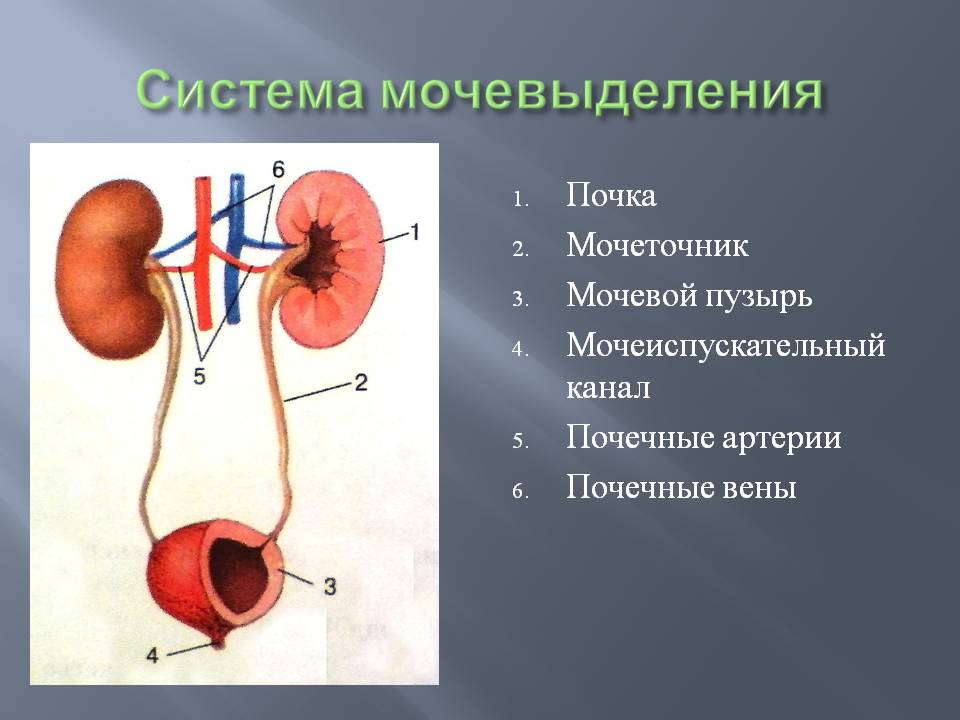 Система мочевыделения
6
1
5
2
3
4
1. Почка
2. Мочеточник
3. Мочевой пузырь
4. Мочеиспускательный
канал
5. Почечные артерии
6. Почечные вены